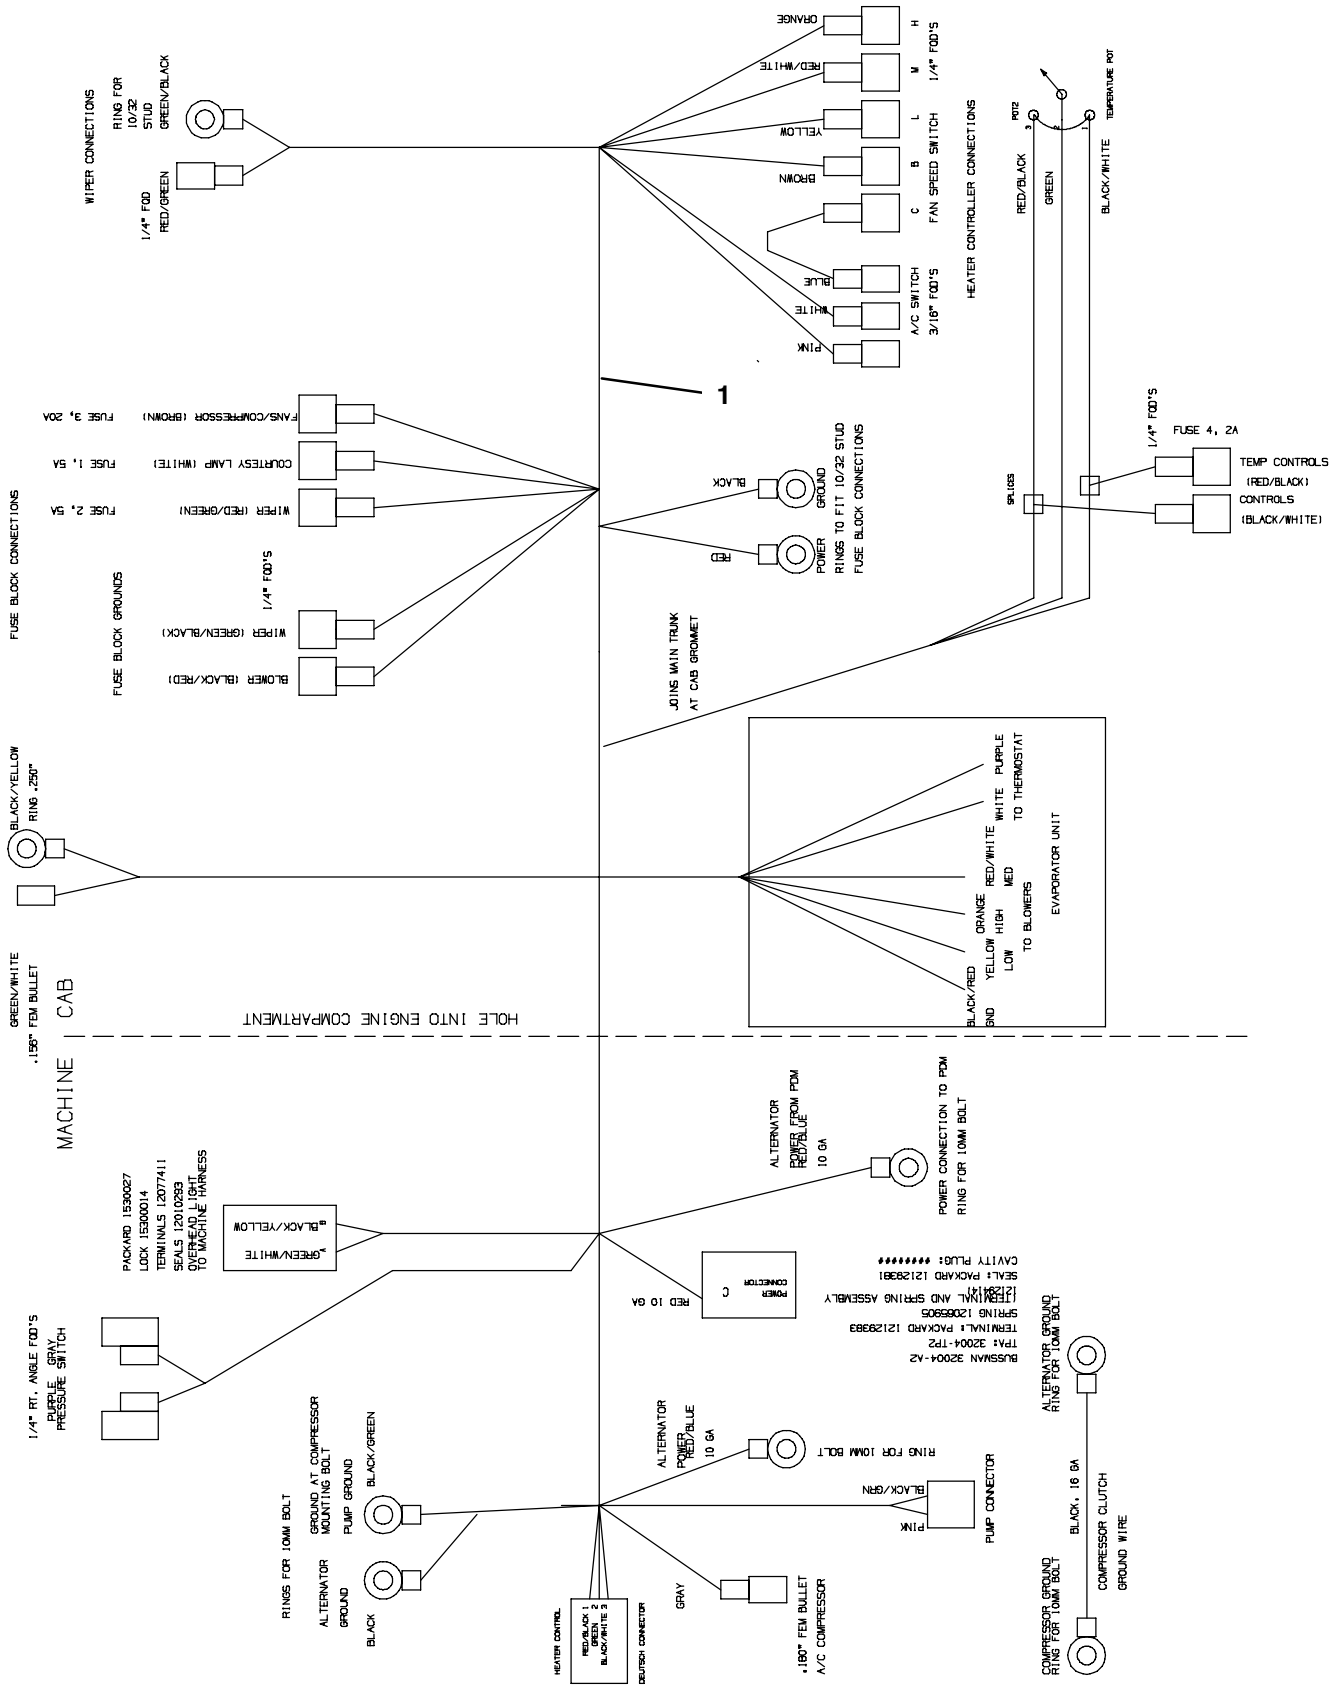 WIPER CONNECTIONS
RING FOR
10/32
STUD
GREEN/BLACK
1/4" FQD
RED/GREEN
ORANGE
RED/WHITE
YELLOW
BROWN
BLUE
WHITE
PINK
H
M
L
B
C
1/4" FQD'S
FAN SPEED SWITCH
A/C SWITCH
3/16" FQD'S
HEATER CONTROLLER CONNECTIONS
POT2
3
2
1
TEMPERATURE POT
RED/BLACK
GREEN
BLACK/WHITE
1
FUSE BLOCK CONNECTIONS
FUSE 3, 20A
FANS/COMPRESSOR (BROWN)
FUSE 1, 5A
COURTESY LAMP (WHITE)
FUSE 2, 5A
WIPER (RED/GREEN)
1/4" FQD'S
FUSE BLOCK GROUNDS
WIPER (GREEN/BLACK)
BLOWER (BLACK/RED)
BLACK
RED
GROUND
POWER
RINGS TO FIT 10/32 STUD
FUSE BLOCK CONNECTIONS
SPLICES
1/4" FQD'S
FUSE 4, 2A
TEMP CONTROLS
(RED/BLACK)
CONTROLS
(BLACK/WHITE)
JOINS MAIN TRUNK
AT CAB GROMMET
BLACK/YELLOW
RING .250"
GREEN/WHITE
.156" FEM BULLET
PURPLE
WHITE
TO THERMOSTAT
RED/WHITE
MED
ORANGE
HIGH
YELLOW
LOW
TO BLOWERS
BLACK/RED
GND
EVAPORATOR UNIT
CAB
MACHINE
HOLE INTO ENGINE COMPARTMENT
PACKARD 1530027
LOCK 15300014
TERMINALS 12077411
SEALS 12010293
OVERHEAD LIGHT
TO MACHINE HARNESS
B
BLACK/YELLOW
A
GREEN/WHITE
ALTERNATOR
POWER FROM PDM
RED/BLUE
10 GA
POWER CONNECTION TO PDM
RING FOR 10MM BOLT
RED 10 GA
POWER
CONNECTOR
C
BUSSMAN 32004-A2
TPA: 32004-TP2
TERMINAL: PACKARD 12129383
SPRING 12065905
(TERMINAL AND SPRING ASSEMBLY
12129414)
SEAL: PACKARD 12129381
CAVITY PLUG: ########
1/4" RT. ANGLE FQD'S
PURPLE GRAY
PRESSURE SWITCH
RINGS FOR 10MM BOLT
GROUND AT COMPRESSOR
MOUNTING BOLT
PUMP GROUND
BLACK/GREEN
ALTERNATOR
GROUND
BLACK
ALTERNATOR
POWER
RED/BLUE
10 GA
RING FOR 10MM BOLT
BLACK/GRN
PINK
PUMP CONNECTOR
HEATER CONTROL
RED/BLACK 1
GREEN 2
BLACK/WHITE 3
DEUTSCH CONNECTOR
GRAY
.180" FEM BULLET
A/C COMPRESSOR
ALTERNATOR GROUND
RING FOR 10MM BOLT
BLACK, 16 GA
COMPRESSOR CLUTCH
GROUND WIRE
COMPRESSOR GROUND
RING FOR 10MM BOLT